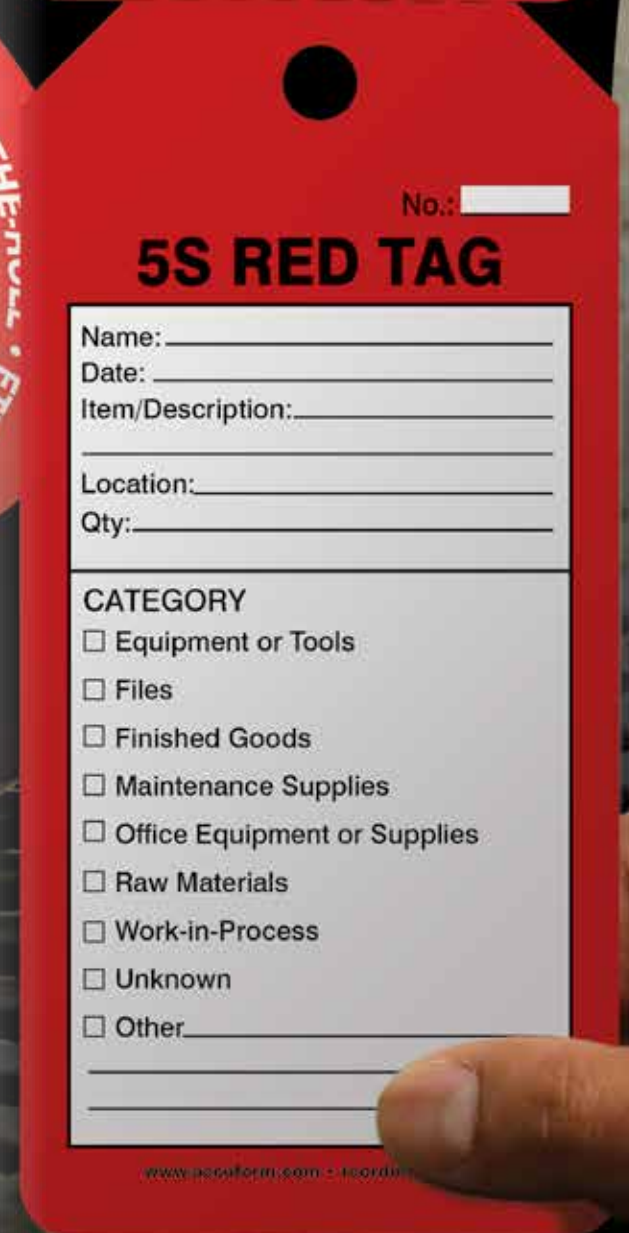 No.:
5S RED TAG
Name:
Date:
Item/Description:
Location:
Qty:
CATEGORY
☐ Equipment or Tools
☐ Files
☐ Finished Goods
☐ Maintenance Supplies
☐ Office Equipment or Supplies
☐ Raw Materials
☐ Work-in-Process
☐ Unknown
☐ Other
www.accuform.com •